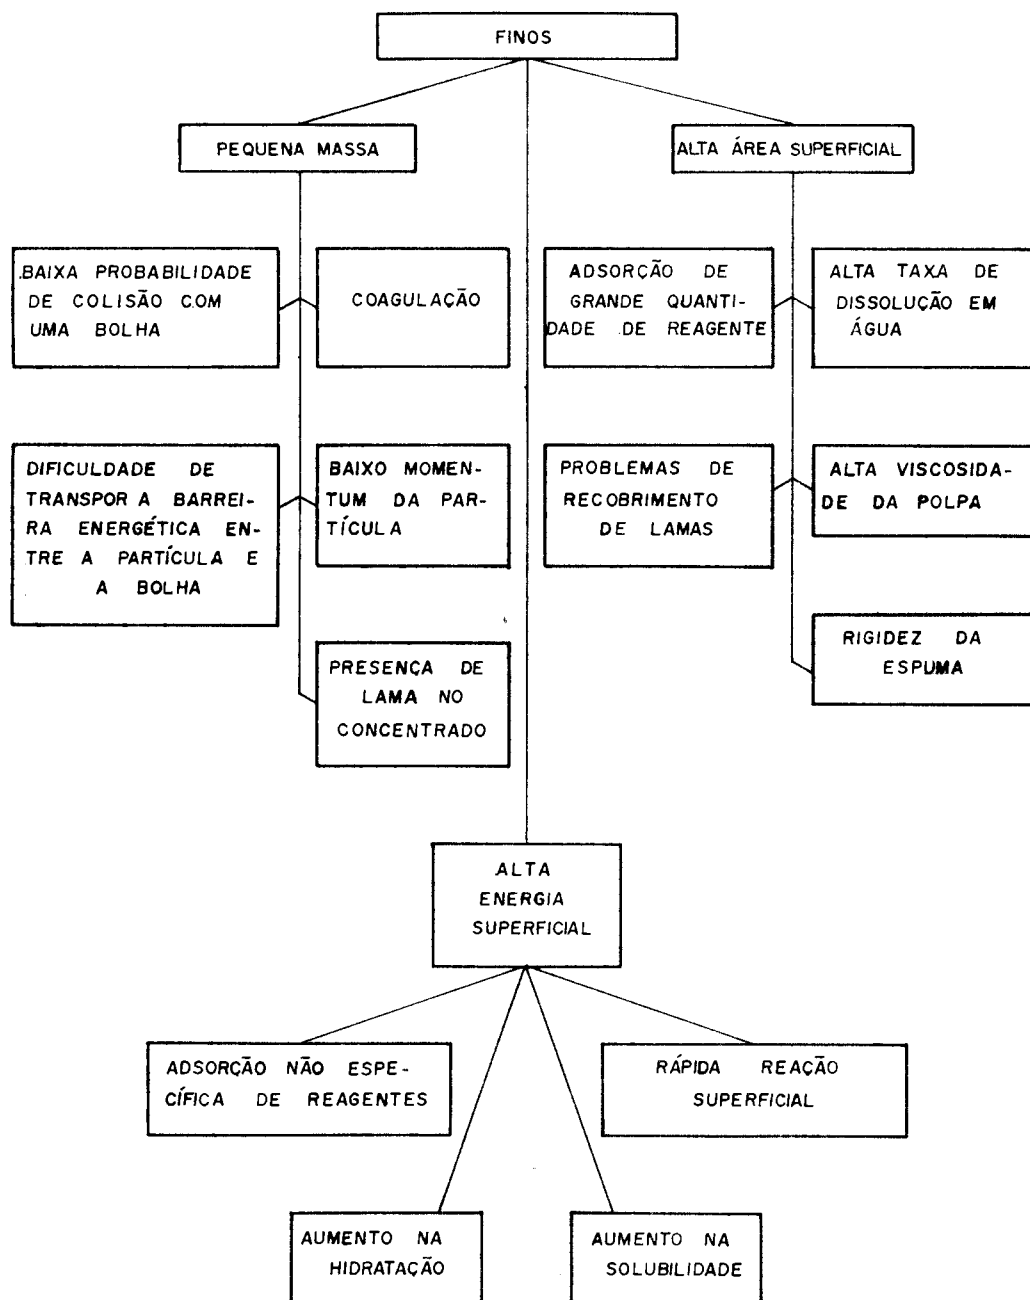 FINOS
PEQUENA MASSA
ALTA ÁREA SUPERFICIAL
BAIXA PROBABILIDADE
DE COLISÃO COM
UMA BOLHA
COAGULAÇÃO
ADSORÇÃO DE
GRANDE QUANTI-
DADE DE REAGENTE
ALTA TAXA DE
DISSOLUÇÃO EM
ÁGUA
DIFICULDADE DE
TRANSPOR A BARREI-
RA ENERGÉTICA EN-
TRE A PARTÍCULA E
A BOLHA
BAIXO MOMEN-
TUM DA PAR-
TÍCULA
PROBLEMAS DE
RECOBRIMENTO
DE LAMAS
ALTA VISCOSIDA-
DE DA POLPA
PRESENÇA DE
LAMA NO
CONCENTRADO
RIGIDEZ DA
ESPUMA
ALTA
ENERGIA
SUPERFICIAL
ADSORÇÃO NÃO ESPE-
CÍFICA DE REAGENTES
RÁPIDA REAÇÃO
SUPERFICIAL
AUMENTO NA
HIDRATAÇÃO
AUMENTO NA
SOLUBILIDADE